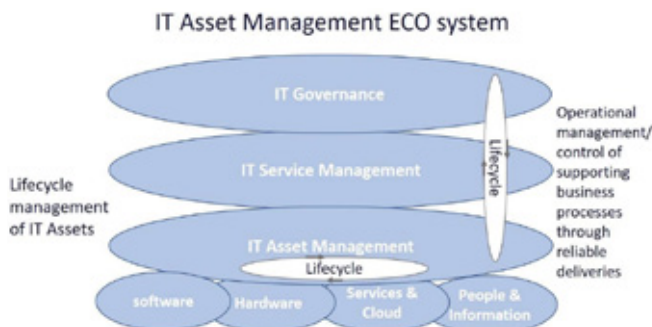 IT Asset Management ECO system
IT Governance
IT Service Management
Lifecycle
Operational
management/
control of
supporting
business
processes
through
reliable
deliveries
Lifecycle
management
of IT Assets
IT Asset Management
Lifecycle
software
Hardware
Services &
Cloud
People &
Information